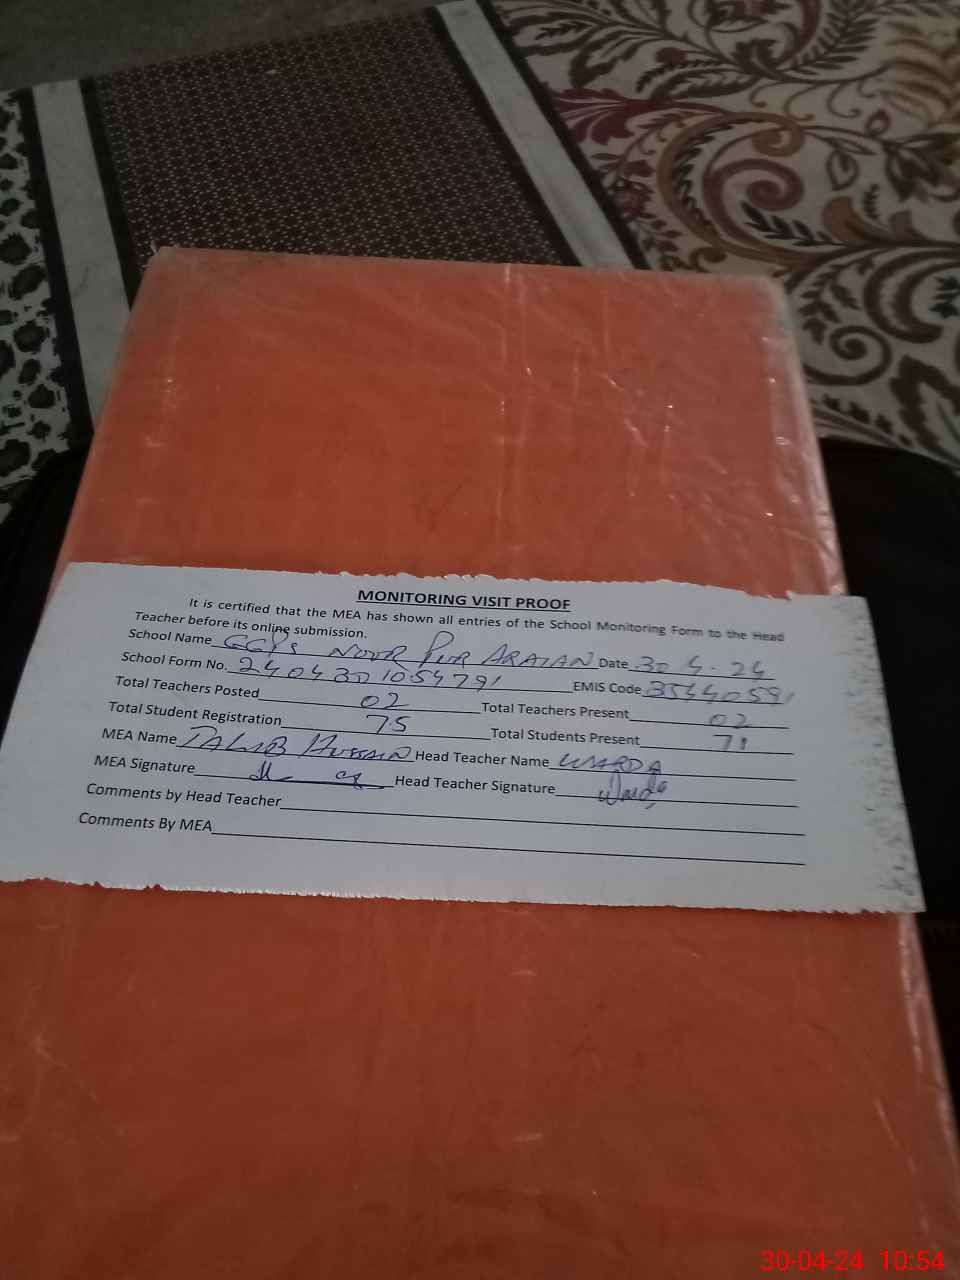 MONITORING VISIT PROOF
It is certified that the MEA has shown all entries of the School Monitoring Form to the Head
Teacher before its online submission.
School Name NOOR PUR ARAIAN Date 30 4. 24
School Form No. 2404301054791 EMIS Code 35440591
Total Teachers Posted 02 Total Teachers Present 02
Total Student Registration 75 Total Students Present 71
MEA Name TALIB HUSSAIN Head Teacher Name WARDA
MEA Signature Head Teacher Signature Warda
Comments by Head Teacher
Comments By MEA
30-04-24 10:54